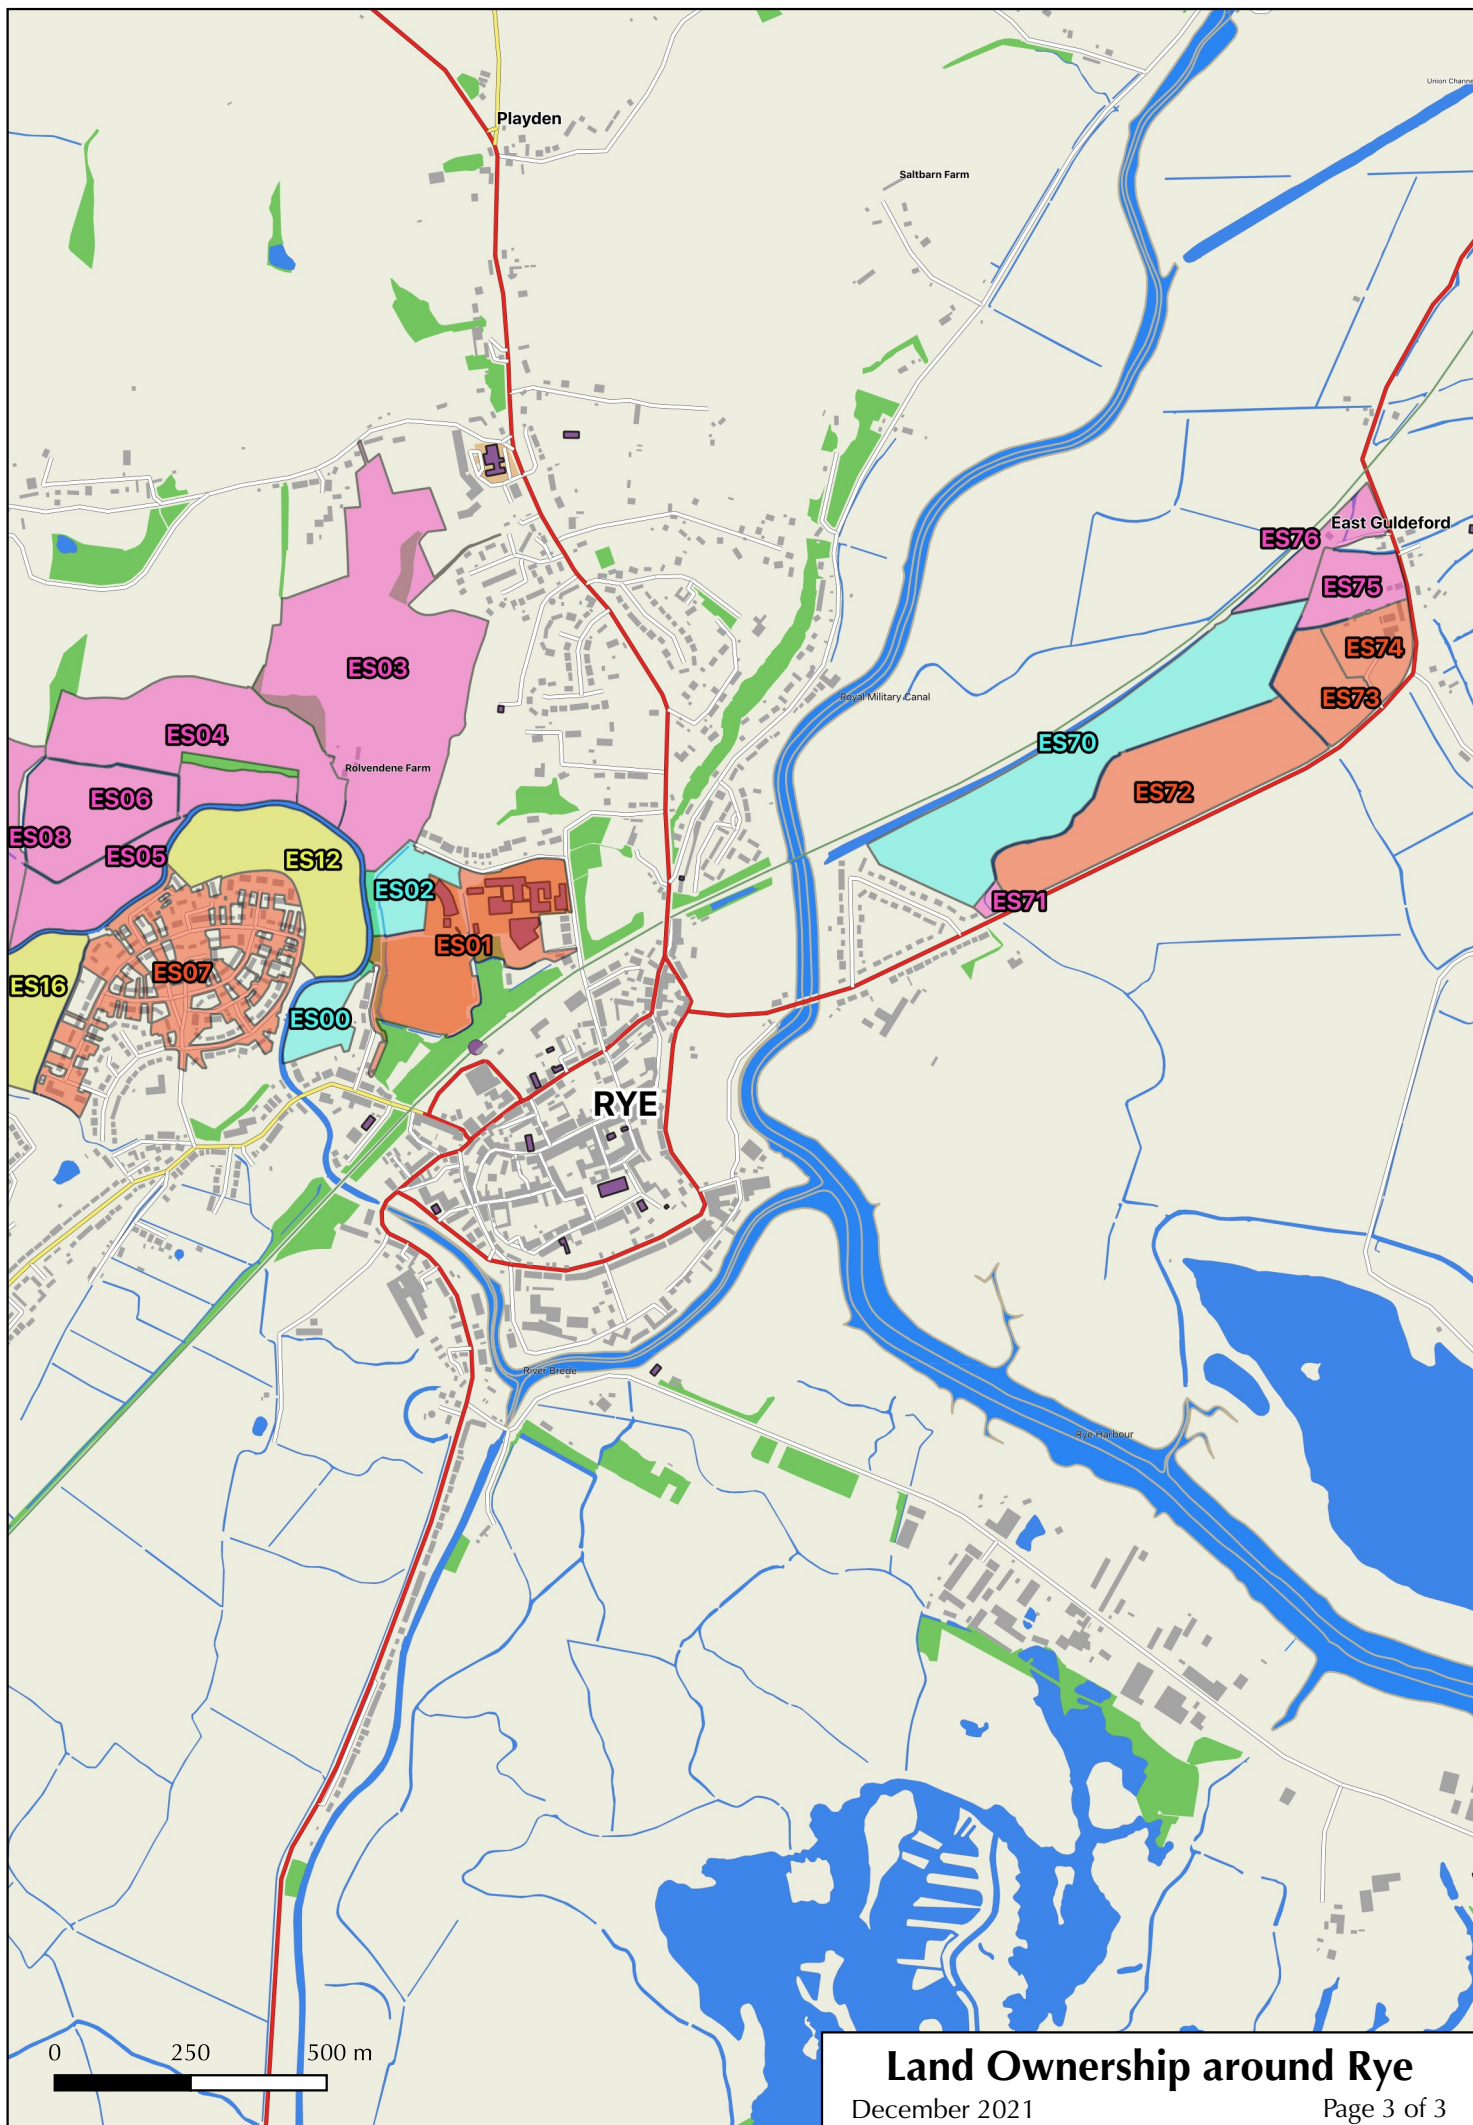 Union Channe
Playden
Saltbarn Farm
East Guldeford
ES76
ES75
ES74
ES03
ES73
Royal Military Canal
ES04
ES70
Rolvendene Farm
ES06
ES72
ES08
ES05
ES12
ES02
ES71
ES01
ES07
ES16
ES00
RYE
River Brede
Rye Harbour
0 250 500 m
Land Ownership around Rye
December 2021 Page 3 of 3